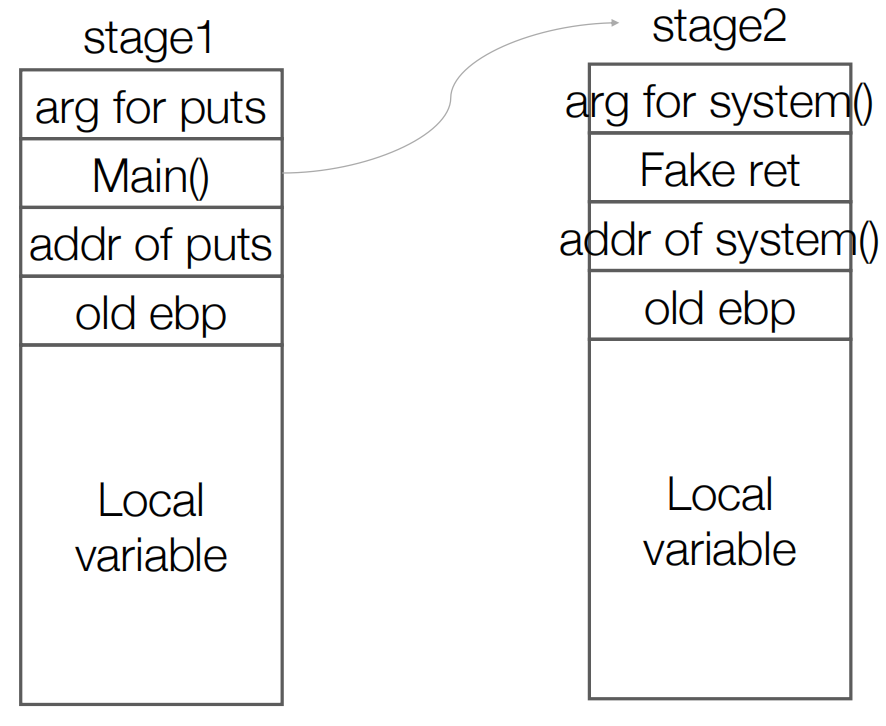 stage1
arg for puts
Main()
addr of puts
old ebp
Local
variable
stage2
arg for system()
Fake ret
addr of system()
old ebp
Local
variable